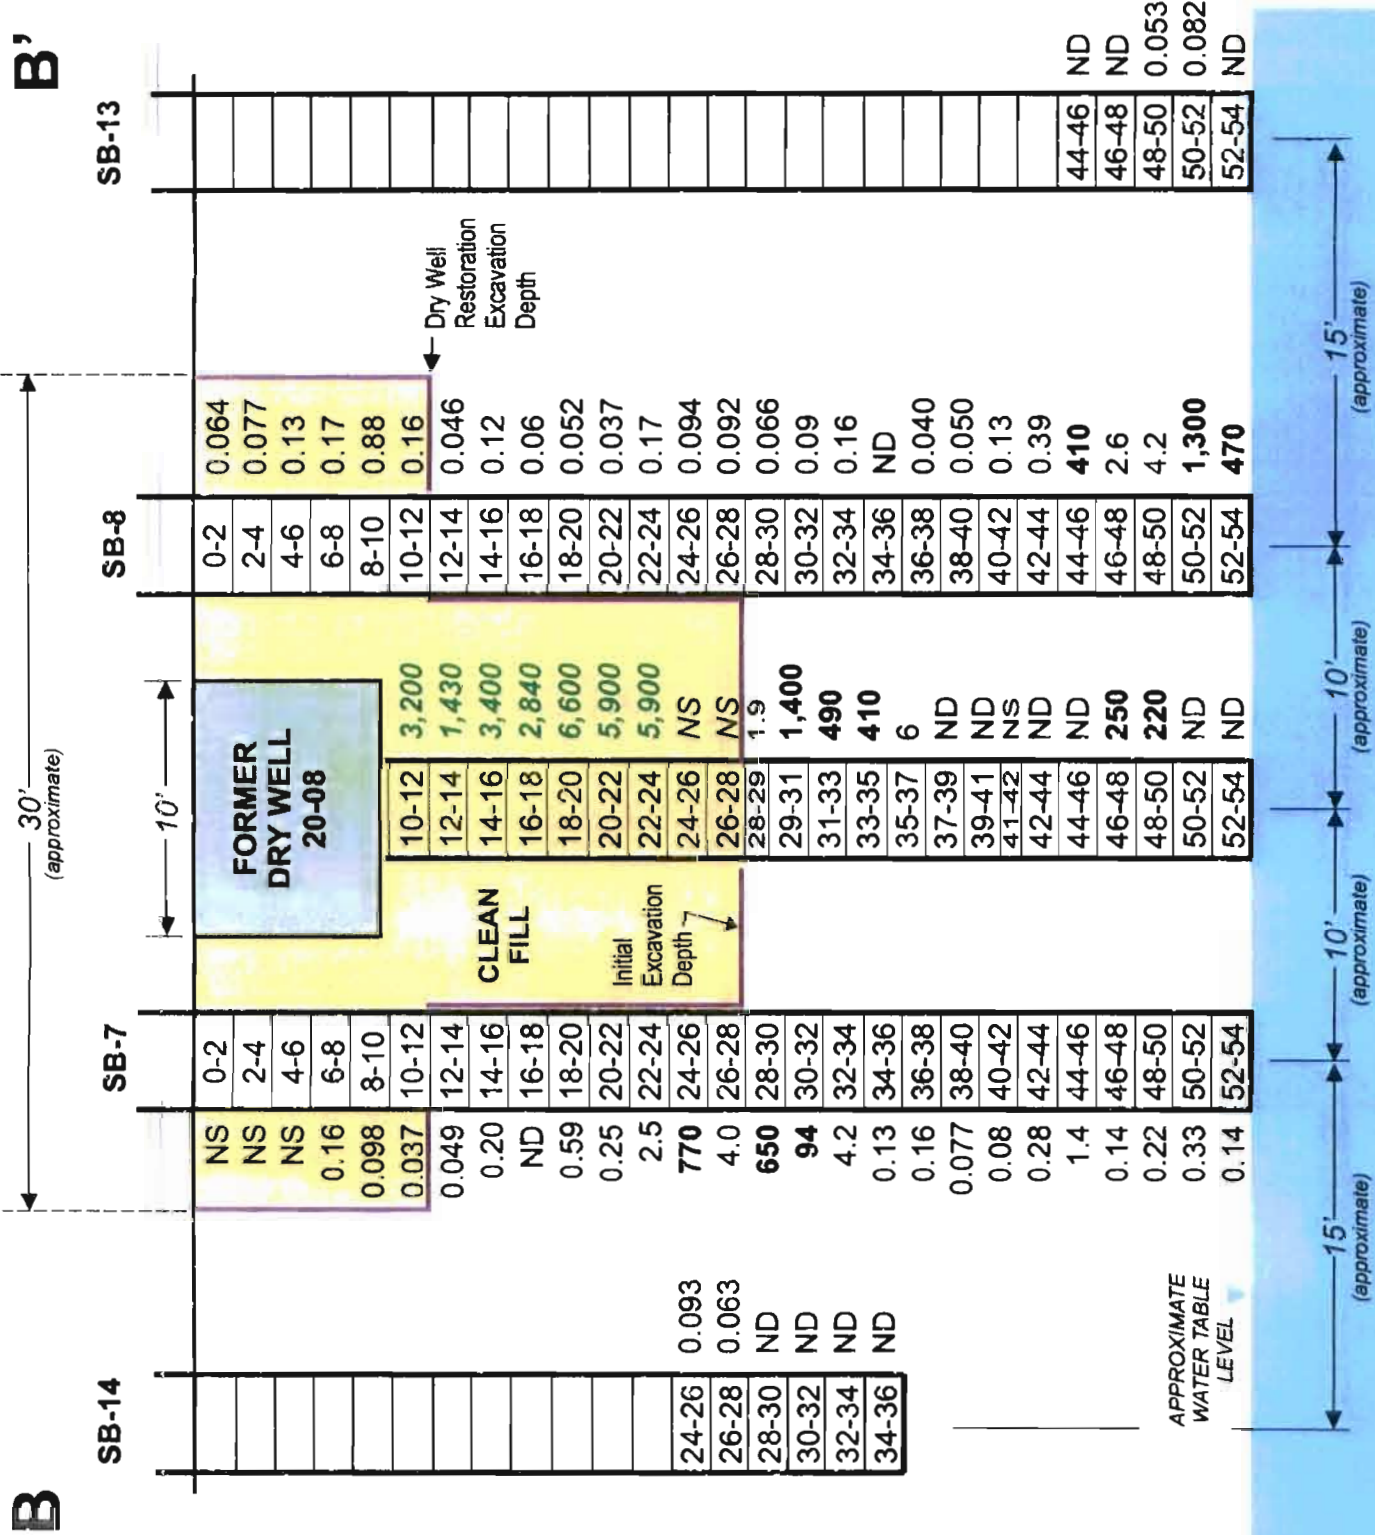 B
B'
SB-14
SB-7
SB-8
SB-13
30'
(approximate)
10'
FORMER
DRY WELL
20-08
CLEAN
FILL
Initial
Excavation
Depth
Dry Well
Restoration
Excavation
Depth
24-26 0.093
26-28 0.063
28-30 ND
30-32 ND
32-34 ND
34-36 ND
NS 0-2
NS 2-4
NS 4-6
0.16 6-8
0.098 8-10
0.037 10-12
0.049 12-14
0.20 14-16
ND 16-18
0.59 18-20
0.25 20-22
2.5 22-24
770 24-26
4.0 26-28
650 28-30
94 30-32
4.2 32-34
0.13 34-36
0.16 36-38
0.077 38-40
0.08 40-42
0.28 42-44
1.4 44-46
0.14 46-48
0.22 48-50
0.33 50-52
0.14 52-54
10-12 3,200
12-14 1,430
14-16 3,400
16-18 2,840
18-20 6,600
20-22 5,900
22-24 5,900
24-26 NS
26-28 NS
28-29 1.9
29-31 1,400
31-33 490
33-35 410
35-37 6
37-39 ND
39-41 ND
41-42 NS
42-44 ND
44-46 ND
46-48 250
48-50 220
50-52 ND
52-54 ND
0-2 0.064
2-4 0.077
4-6 0.13
6-8 0.17
8-10 0.88
10-12 0.16
12-14 0.046
14-16 0.12
16-18 0.06
18-20 0.052
20-22 0.037
22-24 0.17
24-26 0.094
26-28 0.092
28-30 0.066
30-32 0.09
32-34 0.16
34-36 ND
36-38 0.040
38-40 0.050
40-42 0.13
42-44 0.39
44-46 410
46-48 2.6
48-50 4.2
50-52 1,300
52-54 470
44-46 ND
46-48 ND
48-50 0.053
50-52 0.082
52-54 ND
APPROXIMATE
WATER TABLE
LEVEL
15'
(approximate)
10'
(approximate)
10'
(approximate)
15'
(approximate)